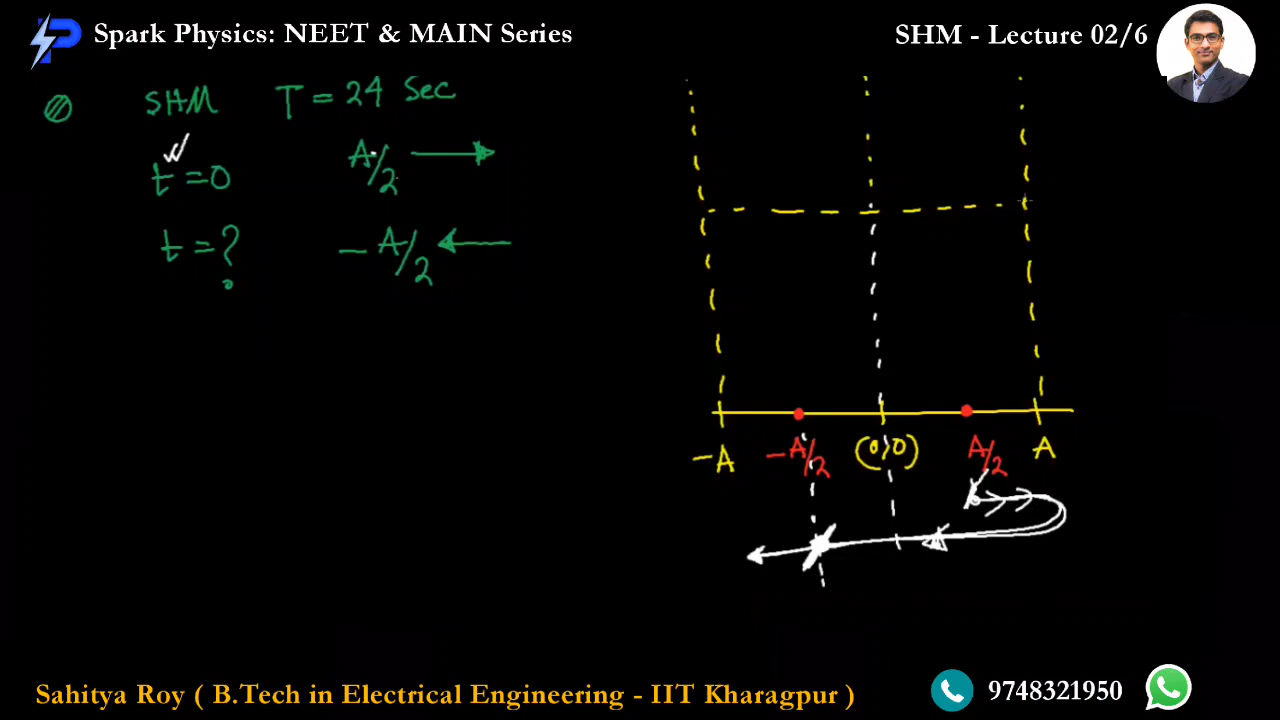 Spark Physics: NEET & MAIN Series
SHM - Lecture 02/6
SHM T = 24 Sec
t = 0 A/2
t = ? - A/2
-A -A/2 (0,0) A/2 A
Sahitya Roy ( B.Tech in Electrical Engineering - IIT Kharagpur )
9748321950